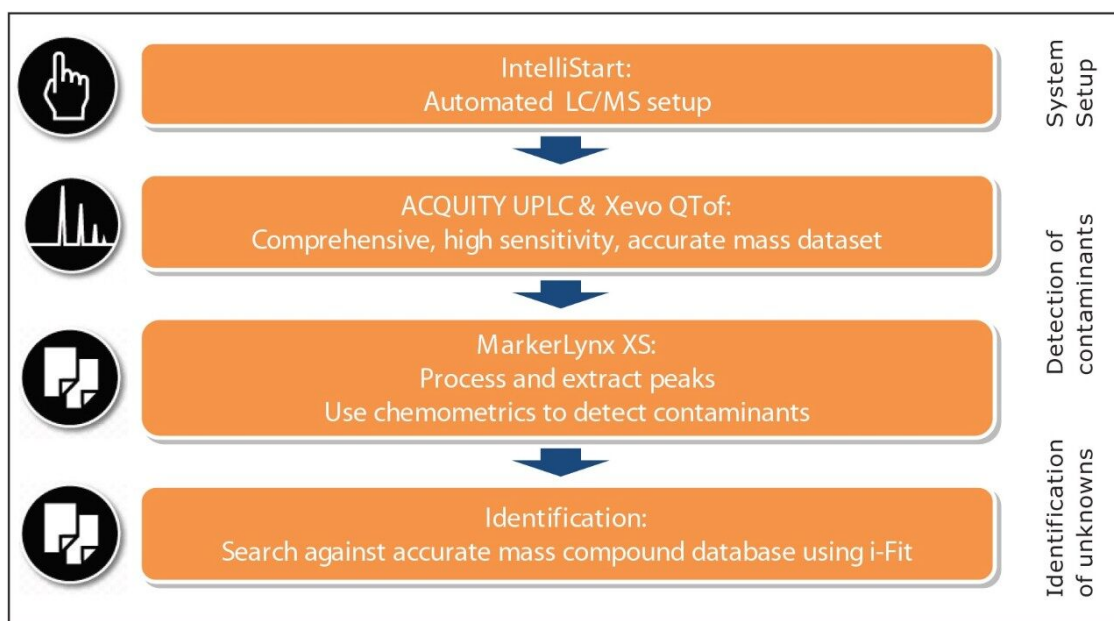 IntelliStart:
Automated LC/MS setup
System
Setup
ACQUITY UPLC & Xevo QTof:
Comprehensive, high sensitivity, accurate mass dataset
MarkerLynx XS:
Process and extract peaks
Use chemometrics to detect contaminants
Detection of
contaminants
Identification:
Search against accurate mass compound database using i-Fit
Identification
of unknowns